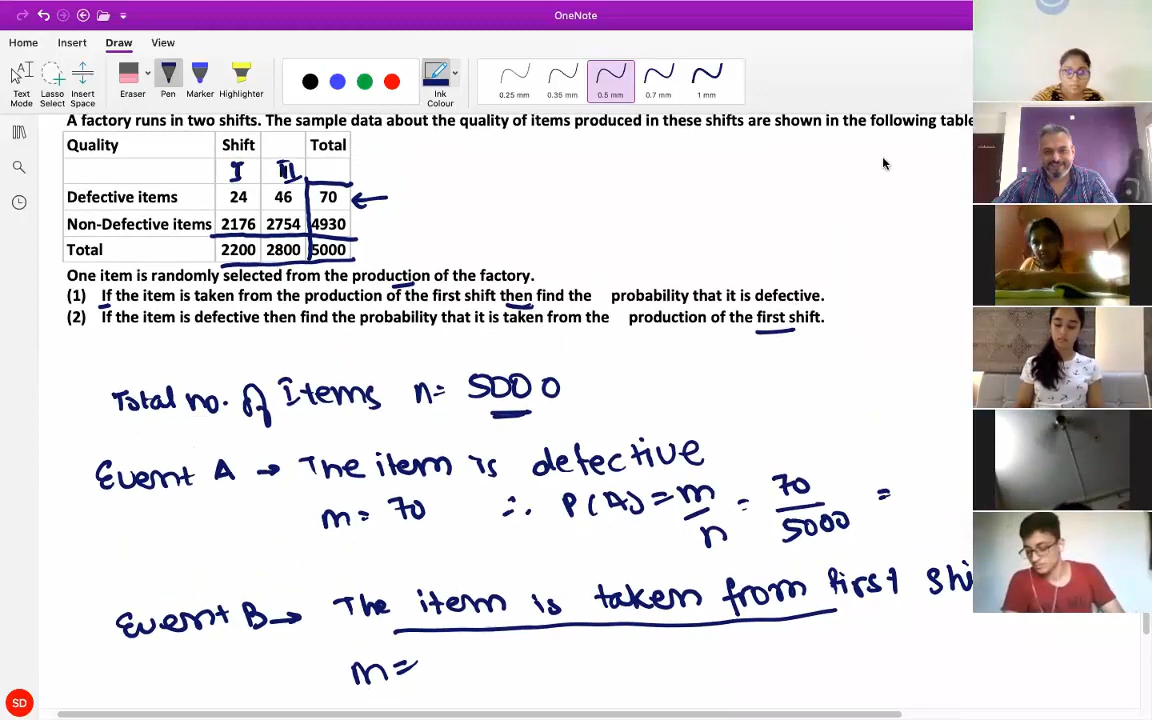 OneNote
Home Insert Draw View
Text Mode Lasso Select Insert Space Eraser Pen Marker Highlighter Ink Colour 0.25 mm 0.35 mm 0.5 mm 0.7 mm 1 mm
A factory runs in two shifts. The sample data about the quality of items produced in these shifts are shown in the following table
Quality Shift Total
I II
Defective items 24 46 70
Non-Defective items 2176 2754 4930
Total 2200 2800 5000
One item is randomly selected from the production of the factory.
(1) If the item is taken from the production of the first shift then find the probability that it is defective.
(2) If the item is defective then find the probability that it is taken from the production of the first shift.
Total no. of Items n= 5000
Event A → The item is defective
m= 70 ∴ P(A) = m/n = 70/5000 =
Event B → The item is taken from first shi
m=
SD